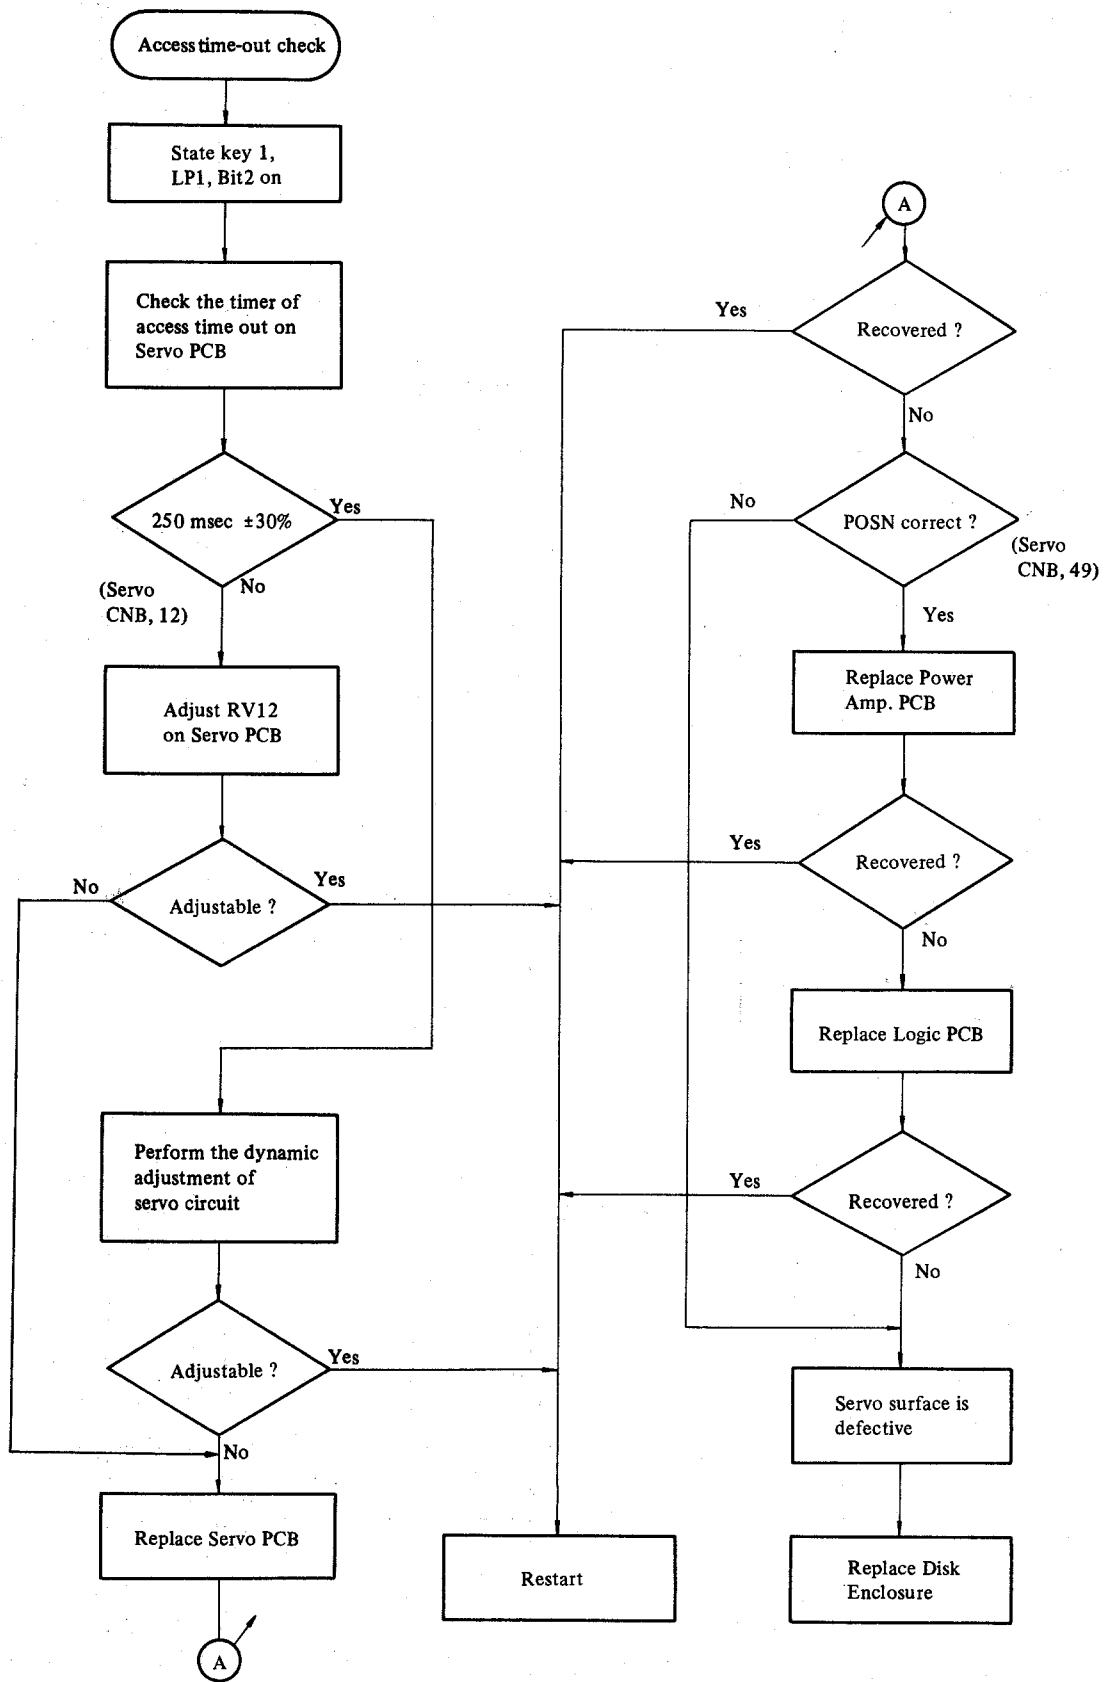 Access time-out check
State key 1,
LP1, Bit2 on
Check the timer of
access time out on
Servo PCB
250 msec ±30%
Yes
No
(Servo
CNB, 12)
Adjust RV12
on Servo PCB
Adjustable ?
No
Yes
Perform the dynamic
adjustment of
servo circuit
Adjustable ?
Yes
No
Replace Servo PCB
A
Restart
A
Recovered ?
Yes
No
POSN correct ?
No
(Servo
CNB, 49)
Yes
Replace Power
Amp. PCB
Recovered ?
Yes
No
Replace Logic PCB
Recovered ?
Yes
No
Servo surface is
defective
Replace Disk
Enclosure